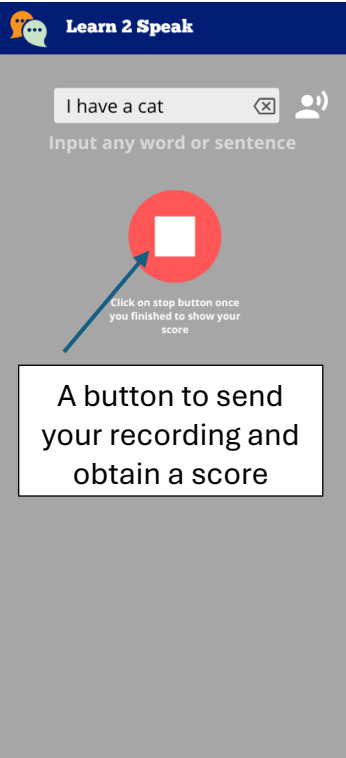 Learn 2 Speak
I have a cat
Input any word or sentence
Click on stop button once
you finished to show your
score
A button to send
your recording and
obtain a score